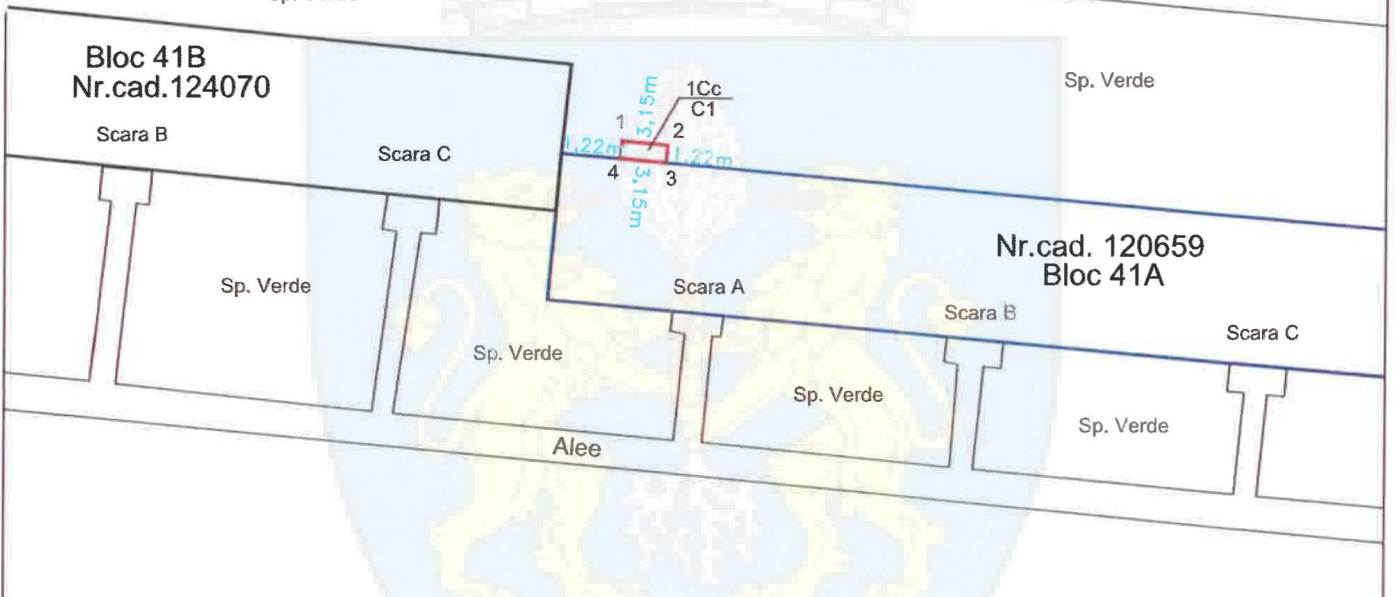 Sp. Verde
Bloc 41B
Nr.cad.124070
Scara B
Scara C
1Cc
C1
3,15m
1
2
1,22m
1,22m
4
3
3,15m
Sp. Verde
Nr.cad. 120659
Bloc 41A
Sp. Verde
Scara A
Scara B
Scara C
Sp. Verde
Sp. Verde
Sp. Verde
Alee